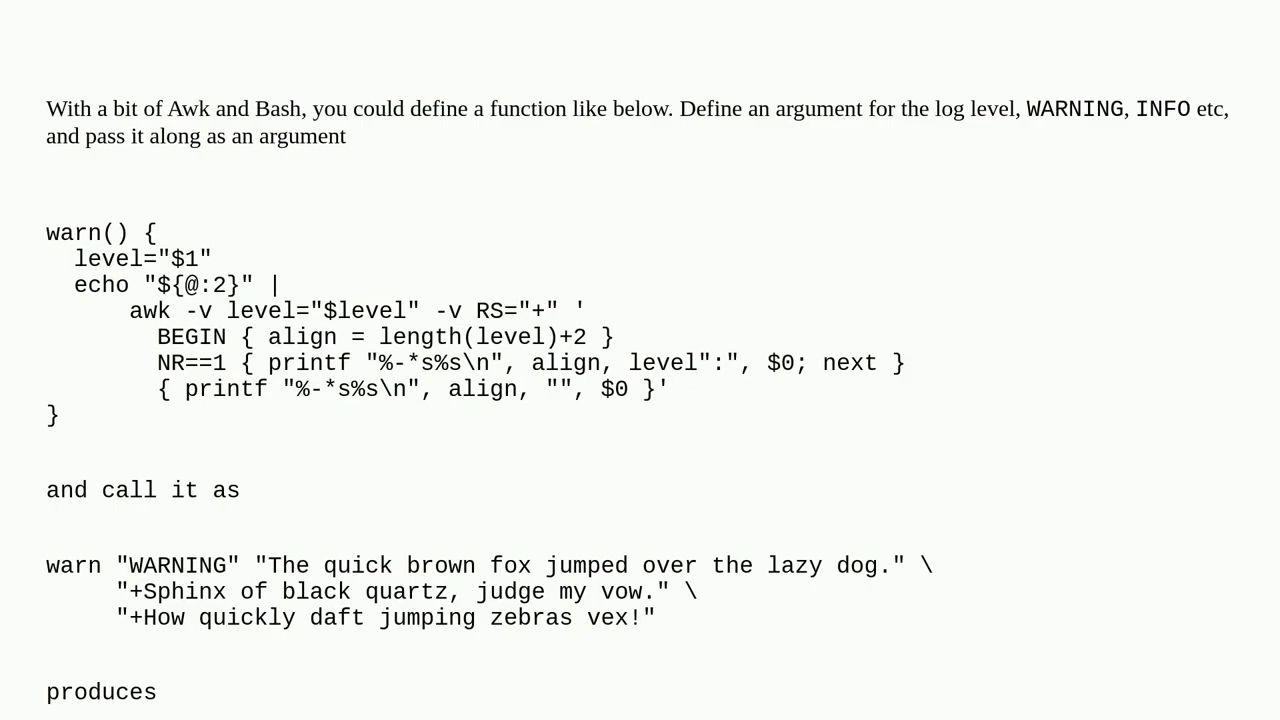 With a bit of Awk and Bash, you could define a function like below. Define an argument for the log level, WARNING, INFO etc,
and pass it along as an argument
warn() {
  level="$1"
  echo "${@:2}" |
      awk -v level="$level" -v RS="+" '
        BEGIN { align = length(level)+2 }
        NR==1 { printf "%-*s%s\n", align, level":", $0; next }
        { printf "%-*s%s\n", align, "", $0 }'
}
and call it as
warn "WARNING" "The quick brown fox jumped over the lazy dog." \
     "+Sphinx of black quartz, judge my vow." \
     "+How quickly daft jumping zebras vex!"
produces